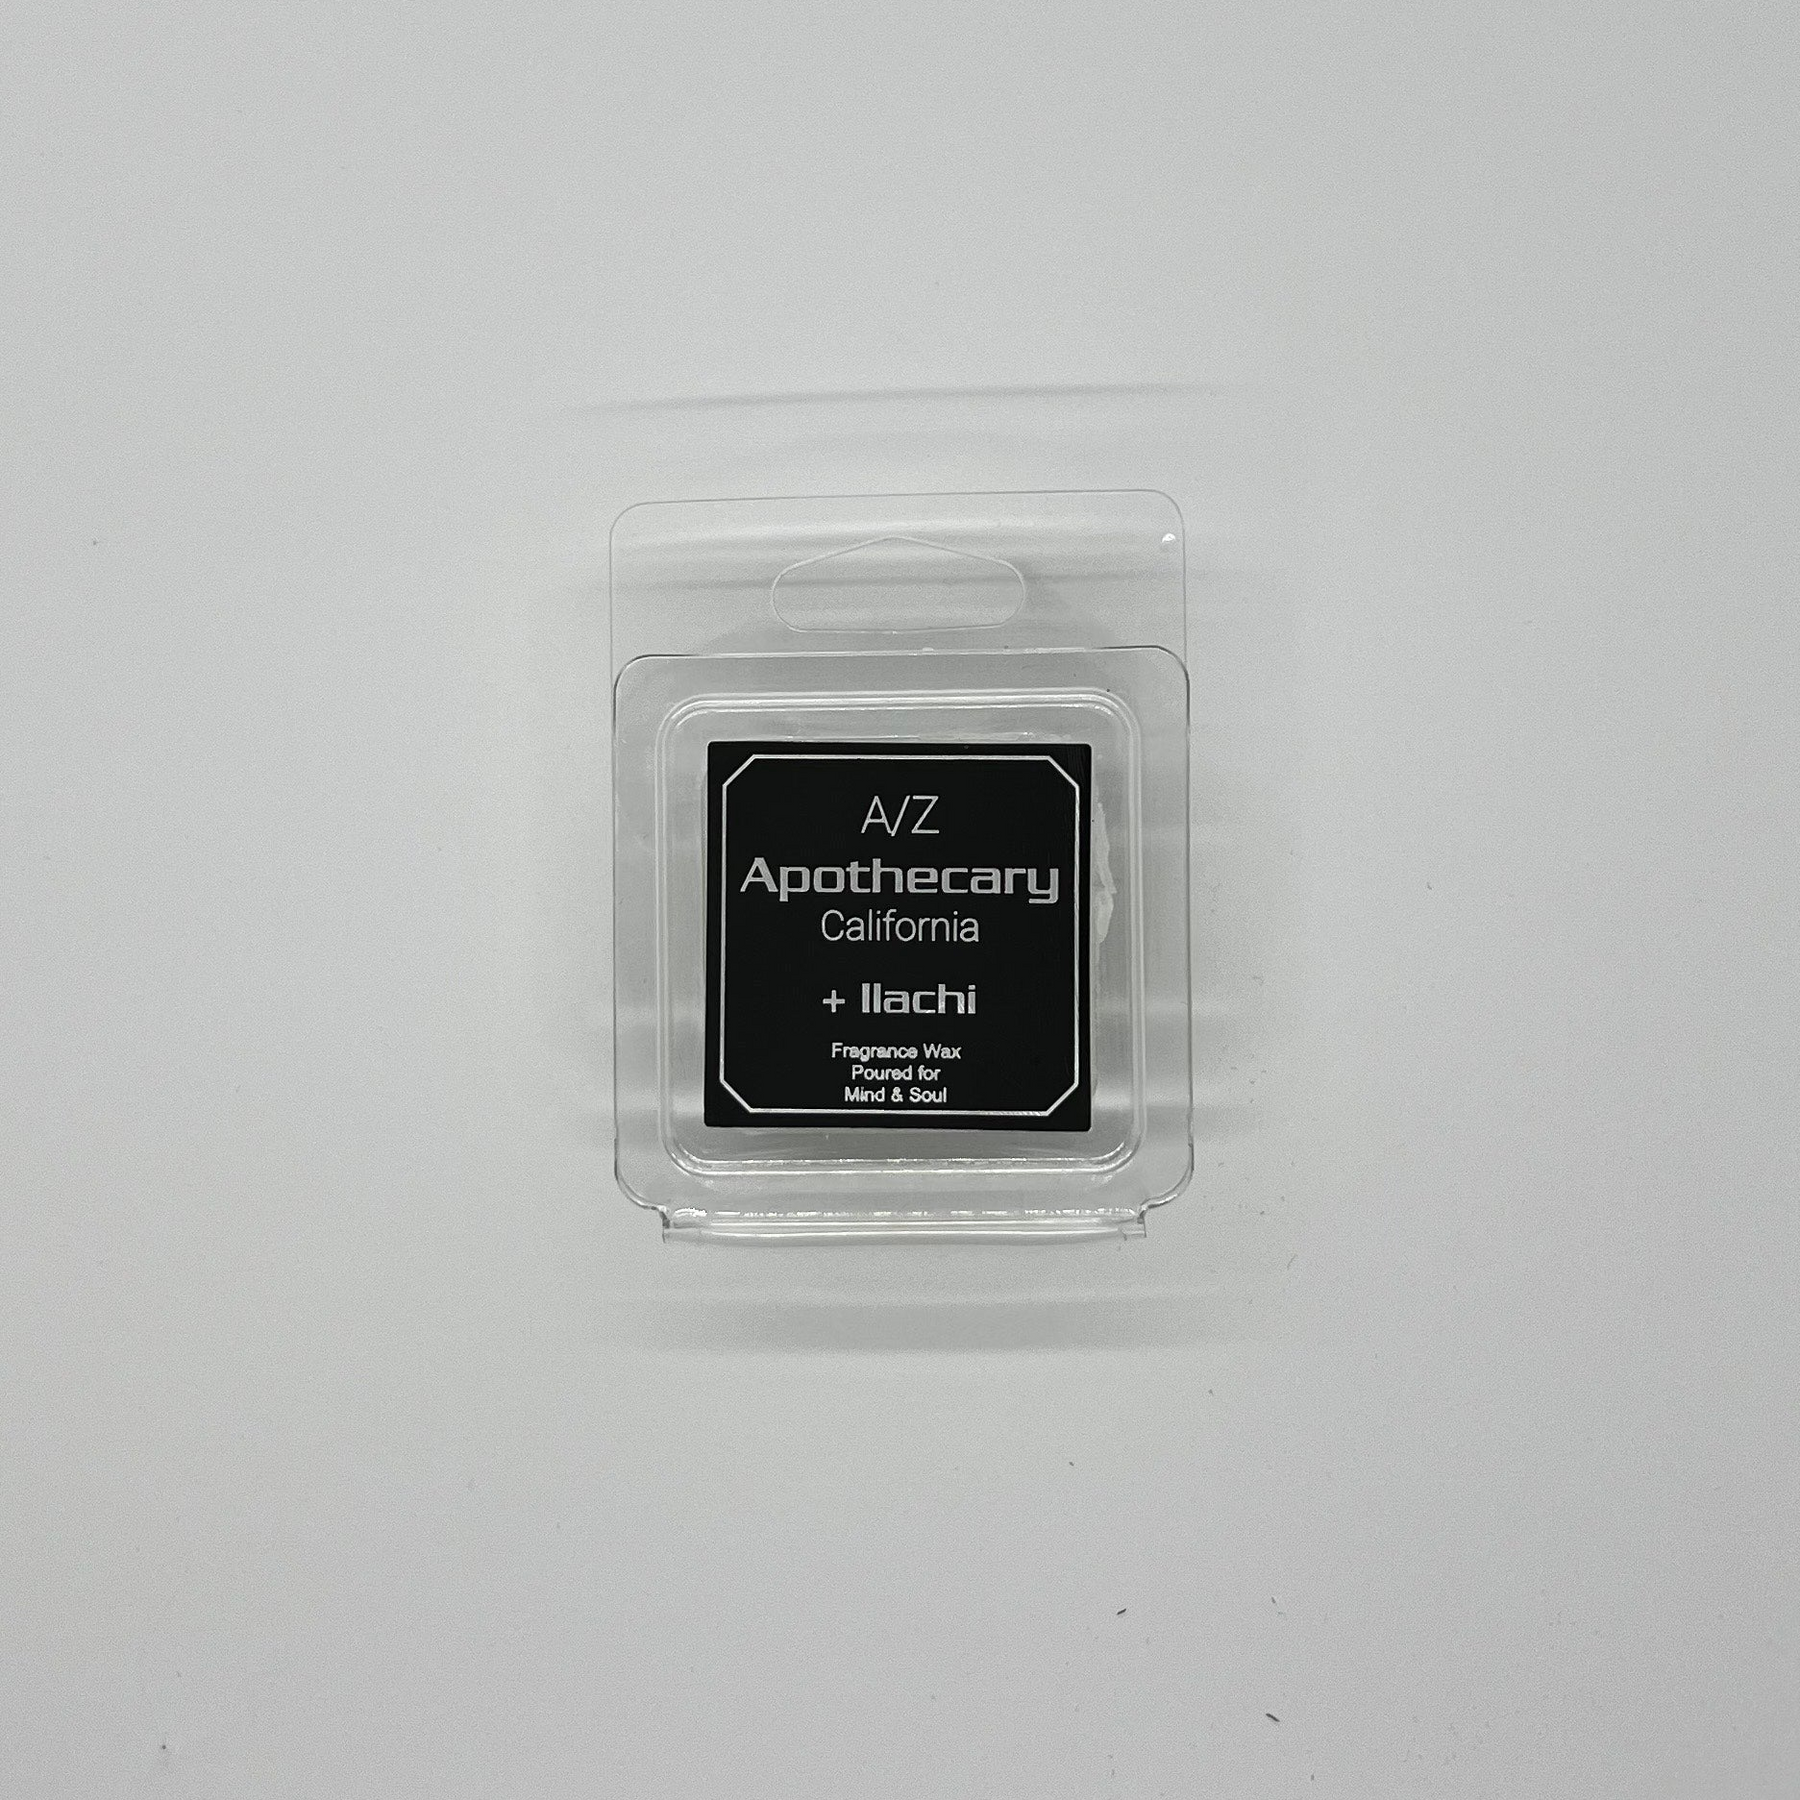 A/Z
Apothecary
California
+ Ilachi
Fragrance Wax
Poured for
Mind & Soul